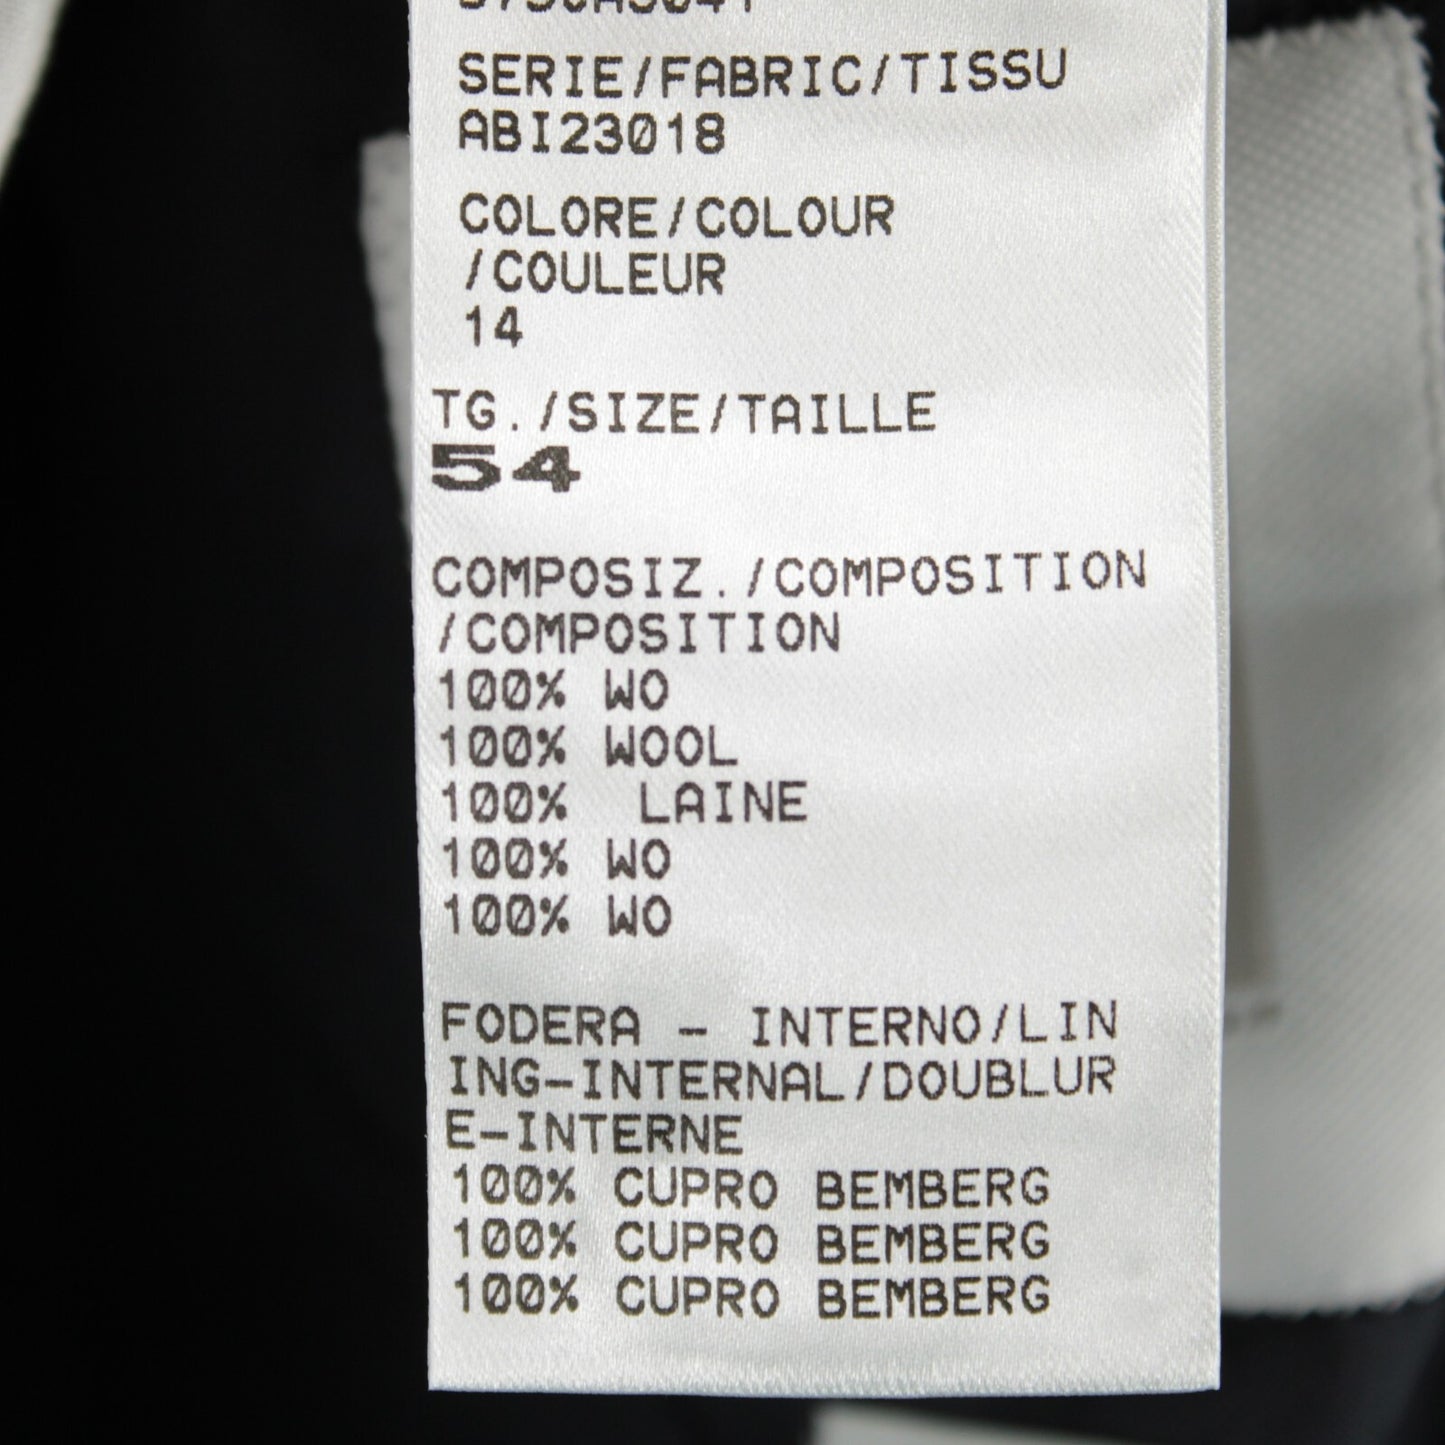 SERIE/FABRIC/TISSU
ABI23018
COLORE/COLOUR
/COULEUR
14
TG./SIZE/TAILLE
54
COMPOSIZ./COMPOSITION
/COMPOSITION
100% WO
100% WOOL
100% LAINE
100% WO
100% WO
FODERA - INTERNO/LIN
ING-INTERNAL/DOUBLUR
E-INTERNE
100% CUPRO BEMBERG
100% CUPRO BEMBERG
100% CUPRO BEMBERG